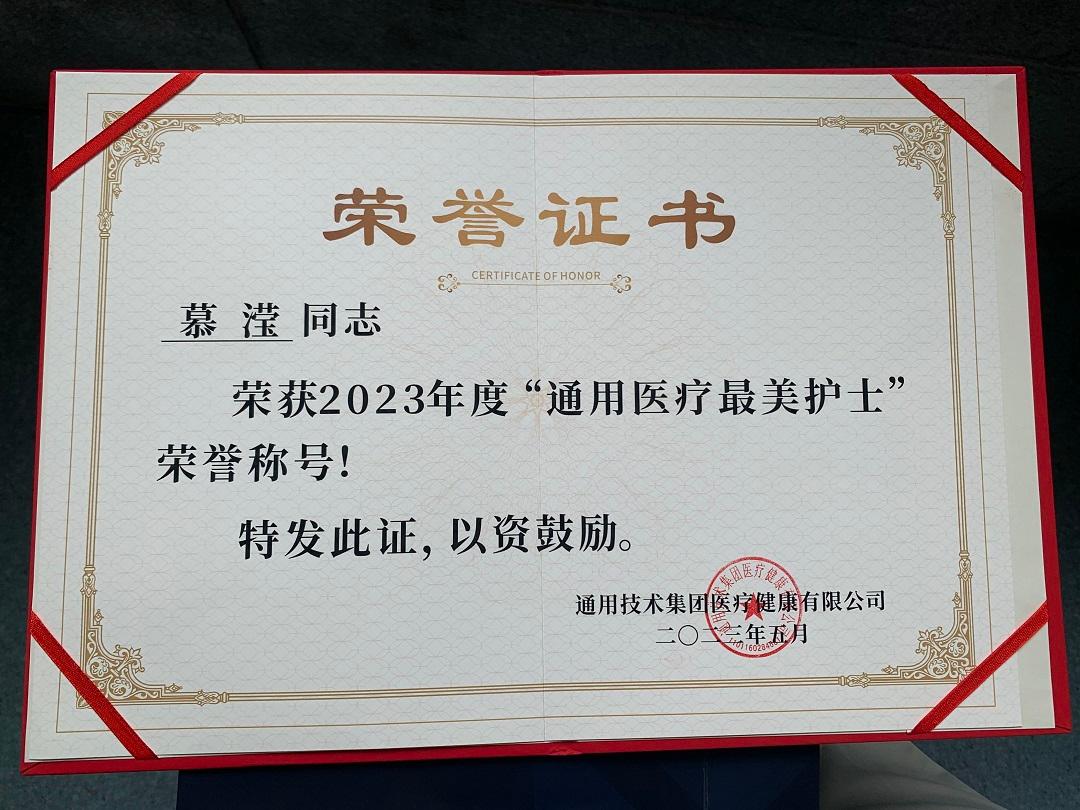 荣誉证书
CERTIFICATE OF HONOR
慕滢 同志
荣获2023年度“通用医疗最美护士”
荣誉称号！
特发此证，以资鼓励。
通用技术集团医疗健康有限公司
二〇二三年五月